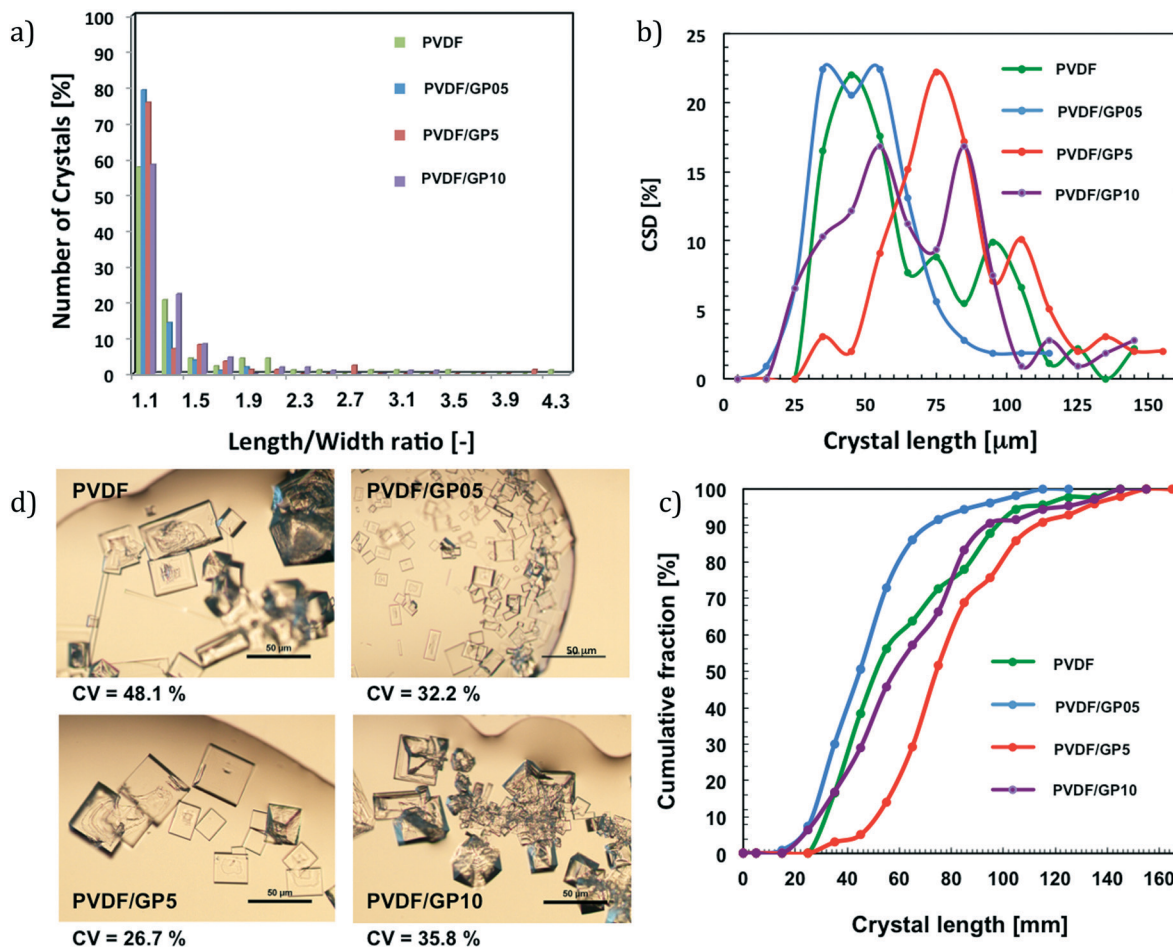 a)
100
90
80
70
60
50
40
30
20
10
0
Number of Crystals [%]
PVDF
PVDF/GP05
PVDF/GP5
PVDF/GP10
1.1 1.5 1.9 2.3 2.7 3.1 3.5 3.9 4.3
Length/Width ratio [-]
b)
25
20
15
10
5
0
CSD [%]
PVDF
PVDF/GP05
PVDF/GP5
PVDF/GP10
0 25 50 75 100 125 150
Crystal length [µm]
d)
PVDF
50 µm
CV = 48.1 %
PVDF/GP05
50 µm
CV = 32.2 %
PVDF/GP5
50 µm
CV = 26.7 %
PVDF/GP10
50 µm
CV = 35.8 %
c)
100
90
80
70
60
50
40
30
20
10
0
Cumulative fraction [%]
PVDF
PVDF/GP05
PVDF/GP5
PVDF/GP10
0 20 40 60 80 100 120 140 160
Crystal length [mm]